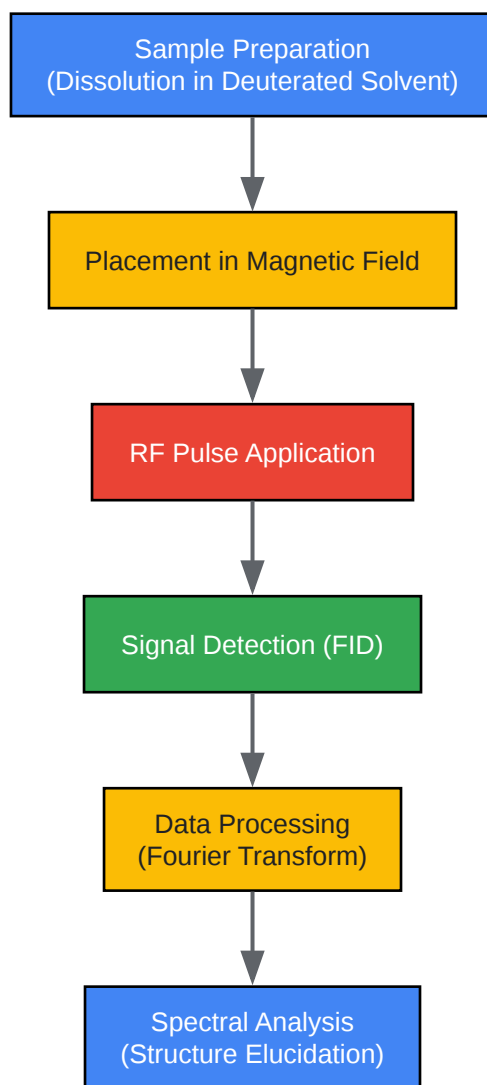 Sample Preparation
(Dissolution in Deuterated Solvent)
Placement in Magnetic Field
RF Pulse Application
Signal Detection (FID)
Data Processing
(Fourier Transform)
Spectral Analysis
(Structure Elucidation)